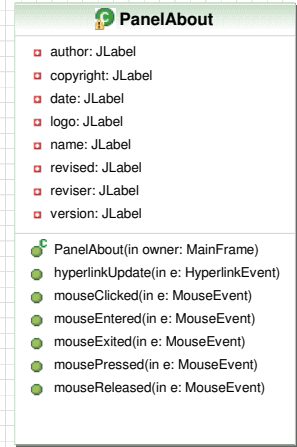 PanelAbout
author: JLabel
copyright: JLabel
date: JLabel
logo: JLabel
name: JLabel
revised: JLabel
reviser: JLabel
version: JLabel
PanelAbout(in owner: MainFrame)
hyperlinkUpdate(in e: HyperlinkEvent)
mouseClicked(in e: MouseEvent)
mouseEntered(in e: MouseEvent)
mouseExited(in e: MouseEvent)
mousePressed(in e: MouseEvent)
mouseReleased(in e: MouseEvent)